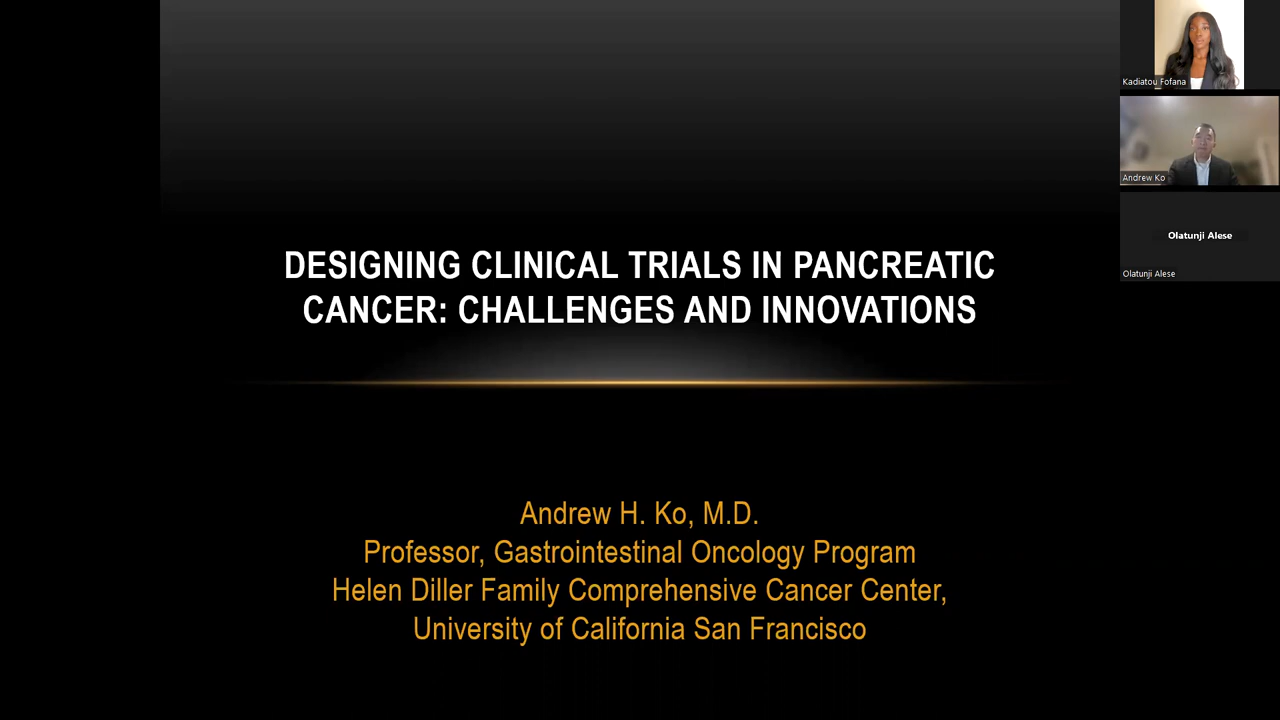 DESIGNING CLINICAL TRIALS IN PANCREATIC
CANCER: CHALLENGES AND INNOVATIONS
Andrew H. Ko, M.D.
Professor, Gastrointestinal Oncology Program
Helen Diller Family Comprehensive Cancer Center,
University of California San Francisco
Kadiatou Fofana
Andrew Ko
Olatunji Alese
Olatunji Alese